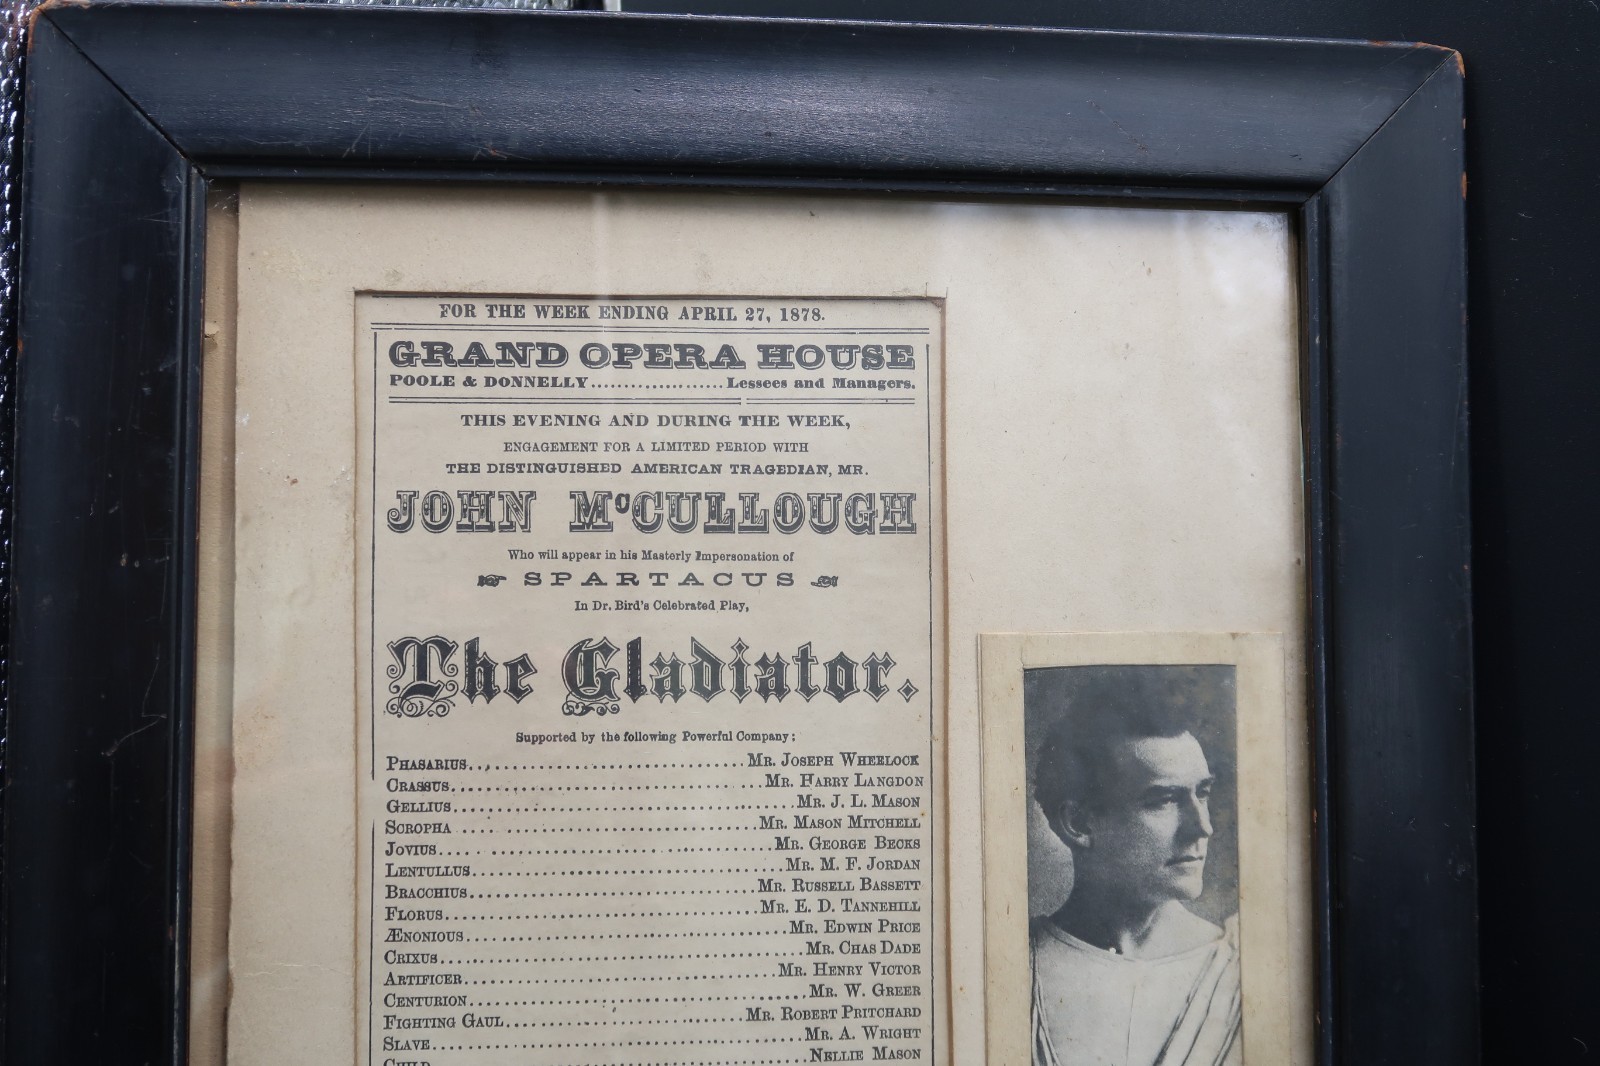 FOR THE WEEK ENDING APRIL 27, 1878.
GRAND OPERA HOUSE
POOLE & DONNELLY....................Lessees and Managers.
THIS EVENING AND DURING THE WEEK,
ENGAGEMENT FOR A LIMITED PERIOD WITH
THE DISTINGUISHED AMERICAN TRAGEDIAN, MR.
JOHN McCULLOUGH
Who will appear in his Masterly Impersonation of
SPARTACUS
In Dr. Bird's Celebrated Play,
The Gladiator.
Supported by the following Powerful Company:
PHASARIUS..............................MR. JOSEPH WHEELOCK
CRASSUS..............................MR. HARRY LANGDON
GELLIUS..............................MR. J. L. MASON
SCROPHA..............................MR. MASON MITCHELL
JOVIUS..............................MR. GEORGE BECKS
LENTULLUS..............................MR. M. F. JORDAN
BRACCHIUS..............................MR. RUSSELL BASSETT
FLORUS..............................MR. E. D. TANNEHILL
ÆNONIOUS..............................MR. EDWIN PRICE
CRIXUS..............................MR. CHAS DADE
ARTIFICER..............................MR. HENRY VICTOR
CENTURION..............................MR. W. GREER
FIGHTING GAUL..............................MR. ROBERT PRITCHARD
SLAVE..............................MR. A. WRIGHT
CHILD..............................NELLIE MASON